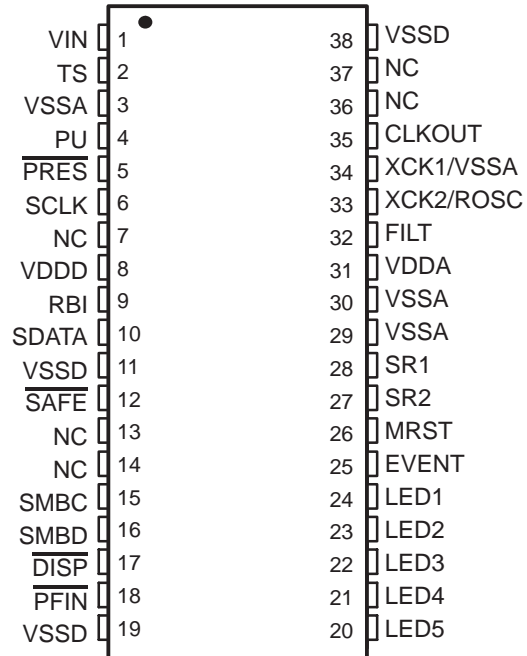 VIN 1 38 VSSD
TS 2 37 NC
VSSA 3 36 NC
PU 4 35 CLKOUT
PRES 5 34 XCK1/VSSA
SCLK 6 33 XCK2/ROSC
NC 7 32 FILT
VDDD 8 31 VDDA
RBI 9 30 VSSA
SDATA 10 29 VSSA
VSSD 11 28 SR1
SAFE 12 27 SR2
NC 13 26 MRST
NC 14 25 EVENT
SMBC 15 24 LED1
SMBD 16 23 LED2
DISP 17 22 LED3
PFIN 18 21 LED4
VSSD 19 20 LED5